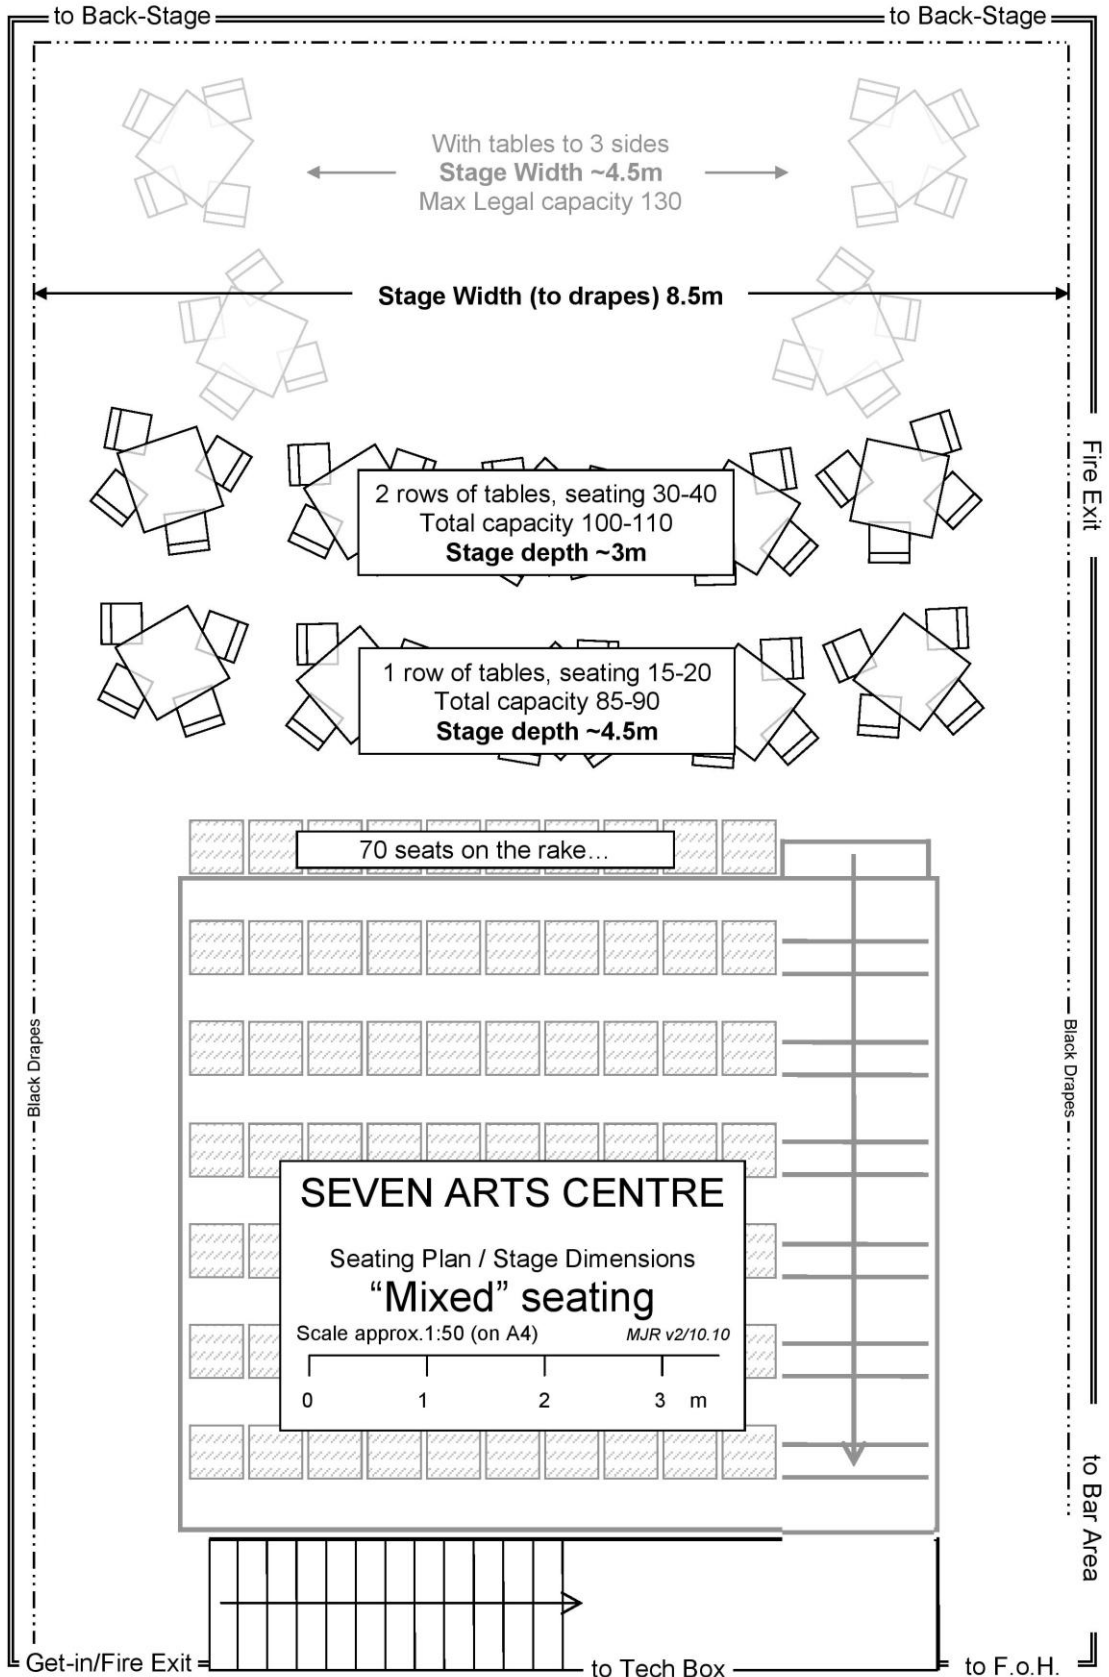 to Back-Stage
to Back-Stage
With tables to 3 sides
Stage Width ~4.5m
Max Legal capacity 130
Stage Width (to drapes) 8.5m
Fire Exit
2 rows of tables, seating 30-40
Total capacity 100-110
Stage depth ~3m
1 row of tables, seating 15-20
Total capacity 85-90
Stage depth ~4.5m
70 seats on the rake...
Black Drapes
Black Drapes
SEVEN ARTS CENTRE
Seating Plan / Stage Dimensions
“Mixed” seating
Scale approx.1:50 (on A4)
MJR v2/10.10
0 1 2 3 m
to Bar Area
Get-in/Fire Exit
to Tech Box
to F.o.H.